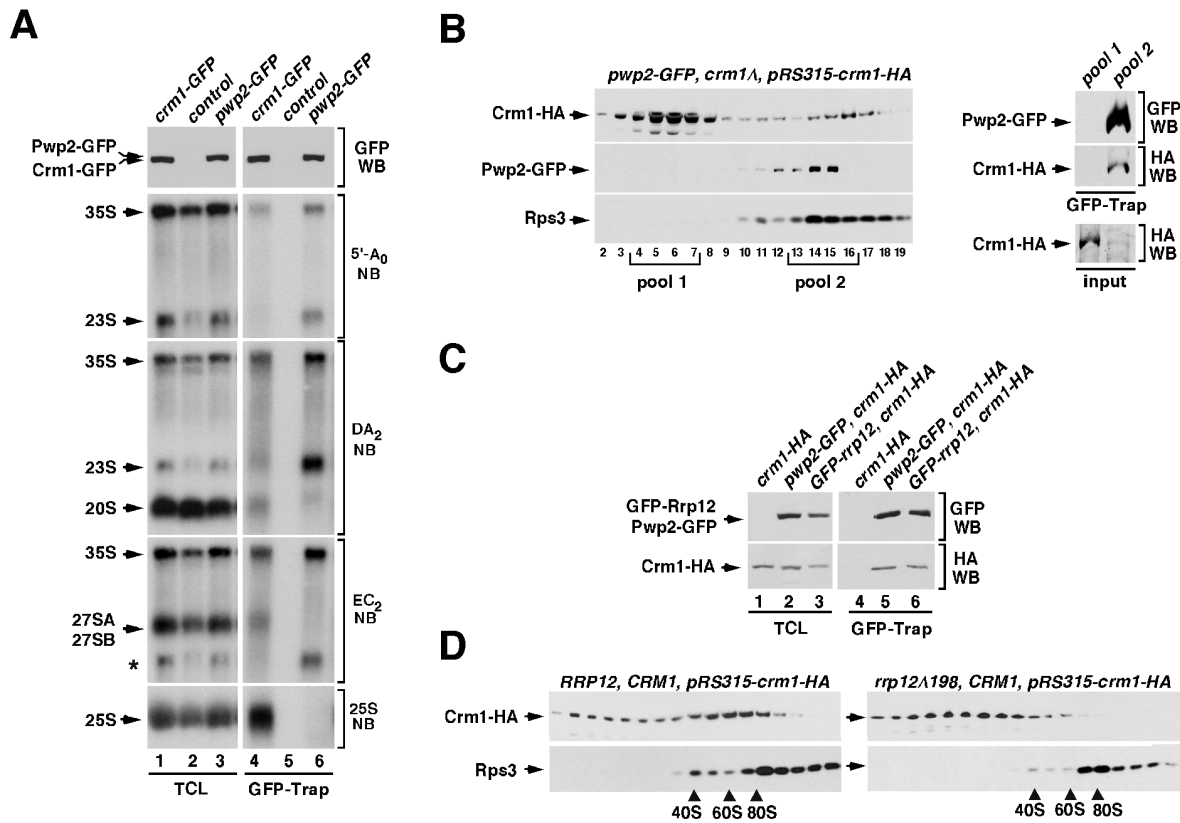 A
crm1-GFP
control
pwp2-GFP
crm1-GFP
control
pwp2-GFP
Pwp2-GFP
Crm1-GFP
GFP
WB
35S
23S
5'-A0
NB
35S
23S
20S
DA2
NB
35S
27SA
27SB
*
EC2
NB
25S
25S
NB
1 2 3 4 5 6
TCL GFP-Trap
B
pwp2-GFP, crm1Λ, pRS315-crm1-HA
Crm1-HA
Pwp2-GFP
Rps3
2 3 4 5 6 7 8 9 10 11 12 13 14 15 16 17 18 19
pool 1 pool 2
pool 1
pool 2
Pwp2-GFP
GFP
WB
Crm1-HA
HA
WB
GFP-Trap
Crm1-HA
HA
WB
input
C
crm1-HA
pwp2-GFP, crm1-HA
GFP-rrp12, crm1-HA
crm1-HA
pwp2-GFP, crm1-HA
GFP-rrp12, crm1-HA
GFP-Rrp12
Pwp2-GFP
GFP
WB
Crm1-HA
HA
WB
1 2 3 4 5 6
TCL GFP-Trap
D
RRP12, CRM1, pRS315-crm1-HA
rrp12Λ198, CRM1, pRS315-crm1-HA
Crm1-HA
Rps3
40S 60S 80S
40S 60S 80S